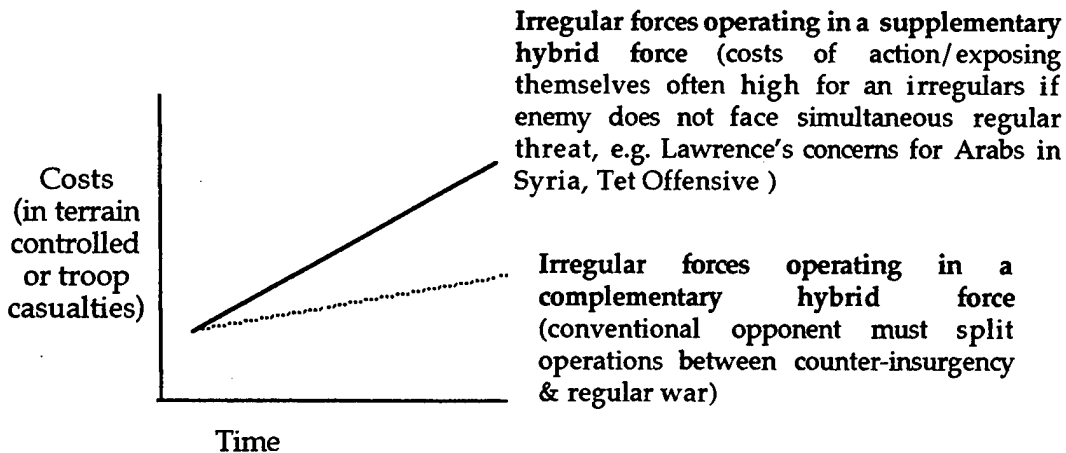 Irregular forces operating in a supplementary
hybrid force (costs of action/exposing
themselves often high for an irregulars if
enemy does not face simultaneous regular
threat, e.g. Lawrence's concerns for Arabs in
Syria, Tet Offensive )
Costs
(in terrain
controlled
or troop
casualties)
Irregular forces operating in a
complementary hybrid force
(conventional opponent must split
operations between counter-insurgency
& regular war)
Time